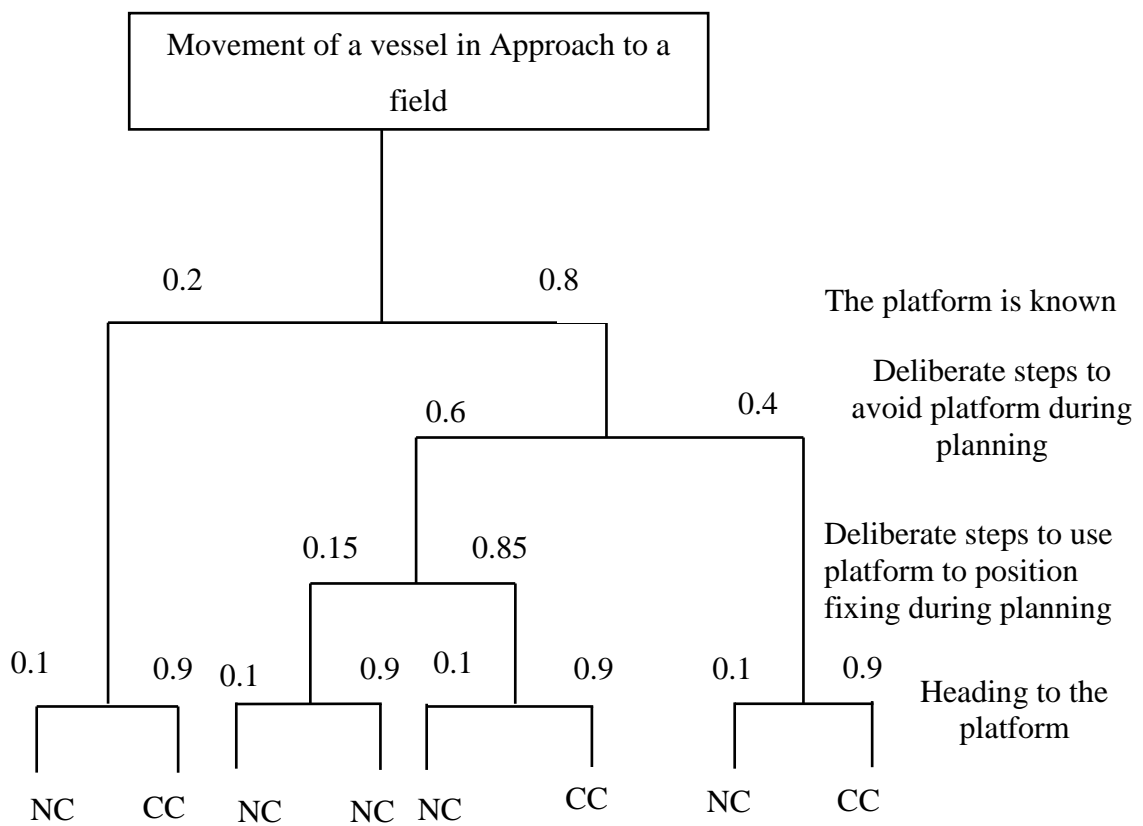 Movement of a vessel in Approach to a
field
0.2 0.8
The platform is known
Deliberate steps to
avoid platform during
planning
0.6 0.4
Deliberate steps to use
platform to position
fixing during planning
0.15 0.85
0.1 0.9 0.1 0.9 0.1 0.9 0.1 0.9
Heading to the
platform
NC CC NC NC NC CC NC CC